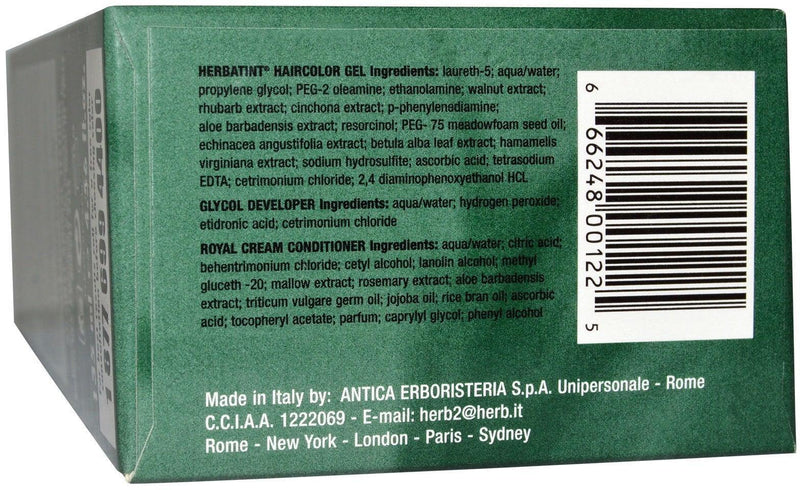 HERBATINT® HAIRCOLOR GEL Ingredients: laureth-5; aqua/water;
propylene glycol; PEG-2 oleamine; ethanolamine; walnut extract;
rhubarb extract; cinchona extract; p-phenylenediamine;
aloe barbadensis extract; resorcinol; PEG- 75 meadowfoam seed oil;
echinacea angustifolia extract; betula alba leaf extract; hamamelis
virginiana extract; sodium hydrosulfite; ascorbic acid; tetrasodium
EDTA; cetrimonium chloride; 2,4 diaminophenoxyethanol HCL
GLYCOL DEVELOPER Ingredients: aqua/water; hydrogen peroxide;
etidronic acid; cetrimonium chloride
ROYAL CREAM CONDITIONER Ingredients: aqua/water; citric acid;
behentrimonium chloride; cetyl alcohol; lanolin alcohol; methyl
gluceth -20; mallow extract; rosemary extract; aloe barbadensis
extract; triticum vulgare germ oil; jojoba oil; rice bran oil; ascorbic
acid; tocopheryl acetate; parfum; caprylyl glycol; phenyl alcohol
6 66248 00122 5
Made in Italy by: ANTICA ERBORISTERIA S.p.A. Unipersonale - Rome
C.C.I.A.A. 1222069 - E-mail: herb2@herb.it
Rome - New York - London - Paris - Sydney